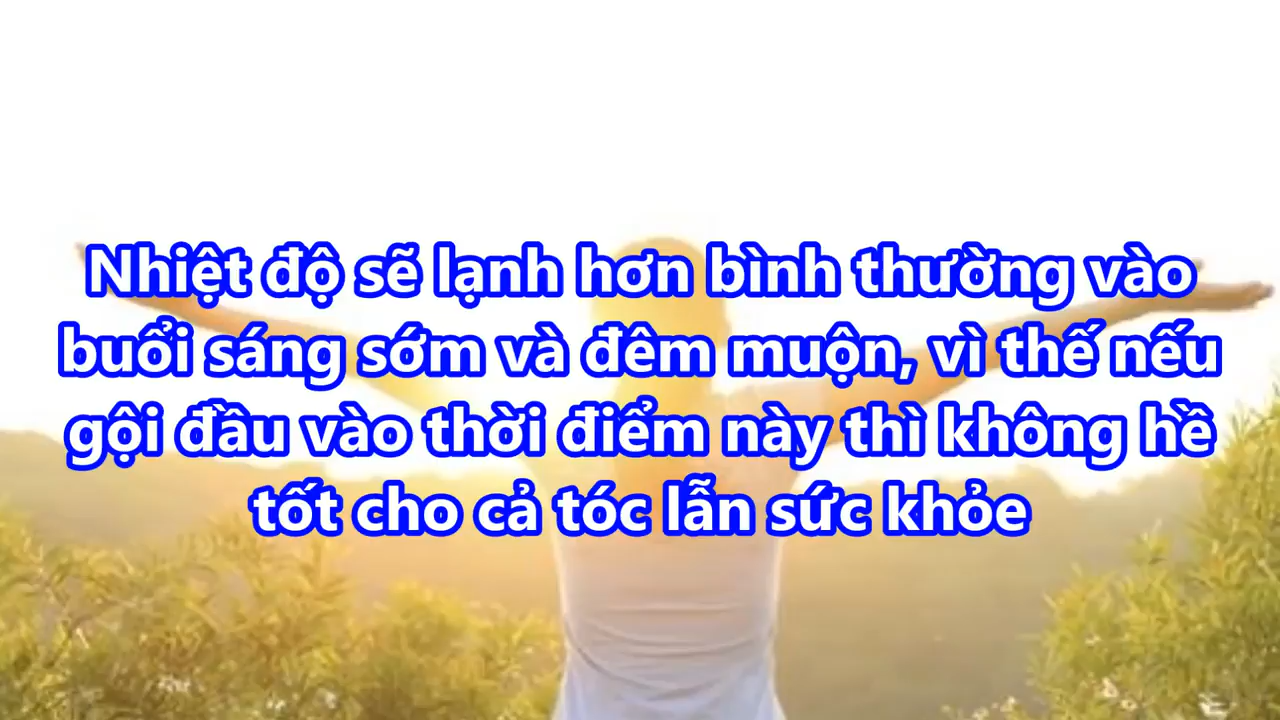 Nhiệt độ sẽ lạnh hơn bình thường vào
buổi sáng sớm và đêm muộn, vì thế nếu
gội đầu vào thời điểm này thì không hề
tốt cho cả tóc lẫn sức khỏe